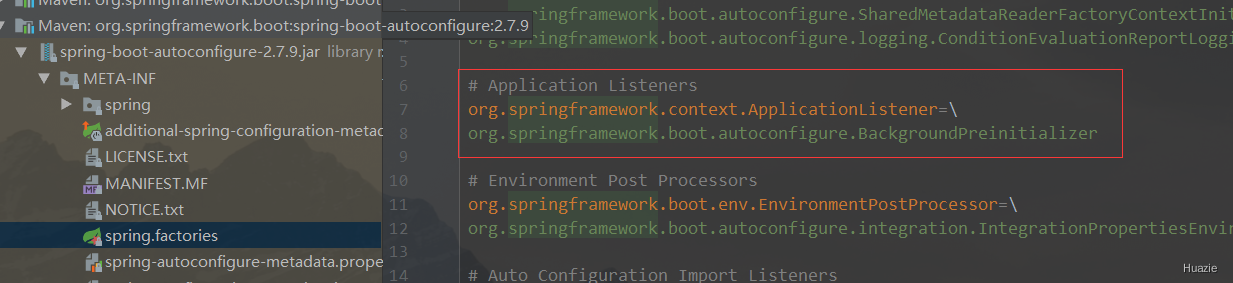 Maven: org.springframework.boot:spring-boot
Maven: org.springframework.boot:spring-boot-autoconfigure:2.7.9
spring-boot-autoconfigure-2.7.9.jar library r
META-INF
spring
additional-spring-configuration-metad
LICENSE.txt
MANIFEST.MF
NOTICE.txt
spring.factories
spring-autoconfigure-metadata.prope
springframework.boot.autoconfigure.SharedMetadataReaderFactoryContextInit
4 org.springframework.boot.autoconfigure.logging.ConditionEvaluationReportLoggi
5
6 # Application Listeners
7 org.springframework.context.ApplicationListener=\
8 org.springframework.boot.autoconfigure.BackgroundPreinitializer
9
10 # Environment Post Processors
11 org.springframework.boot.env.EnvironmentPostProcessor=\
12 org.springframework.boot.autoconfigure.integration.IntegrationPropertiesEnvir
13
14 # Auto Configuration Import Listeners
Huazie